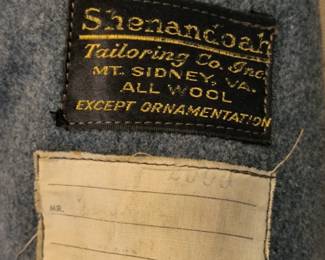 Shenandoah
Tailoring Co. Inc.
MT. SIDNEY, VA.
ALL WOOL
EXCEPT ORNAMENTATION
MR.